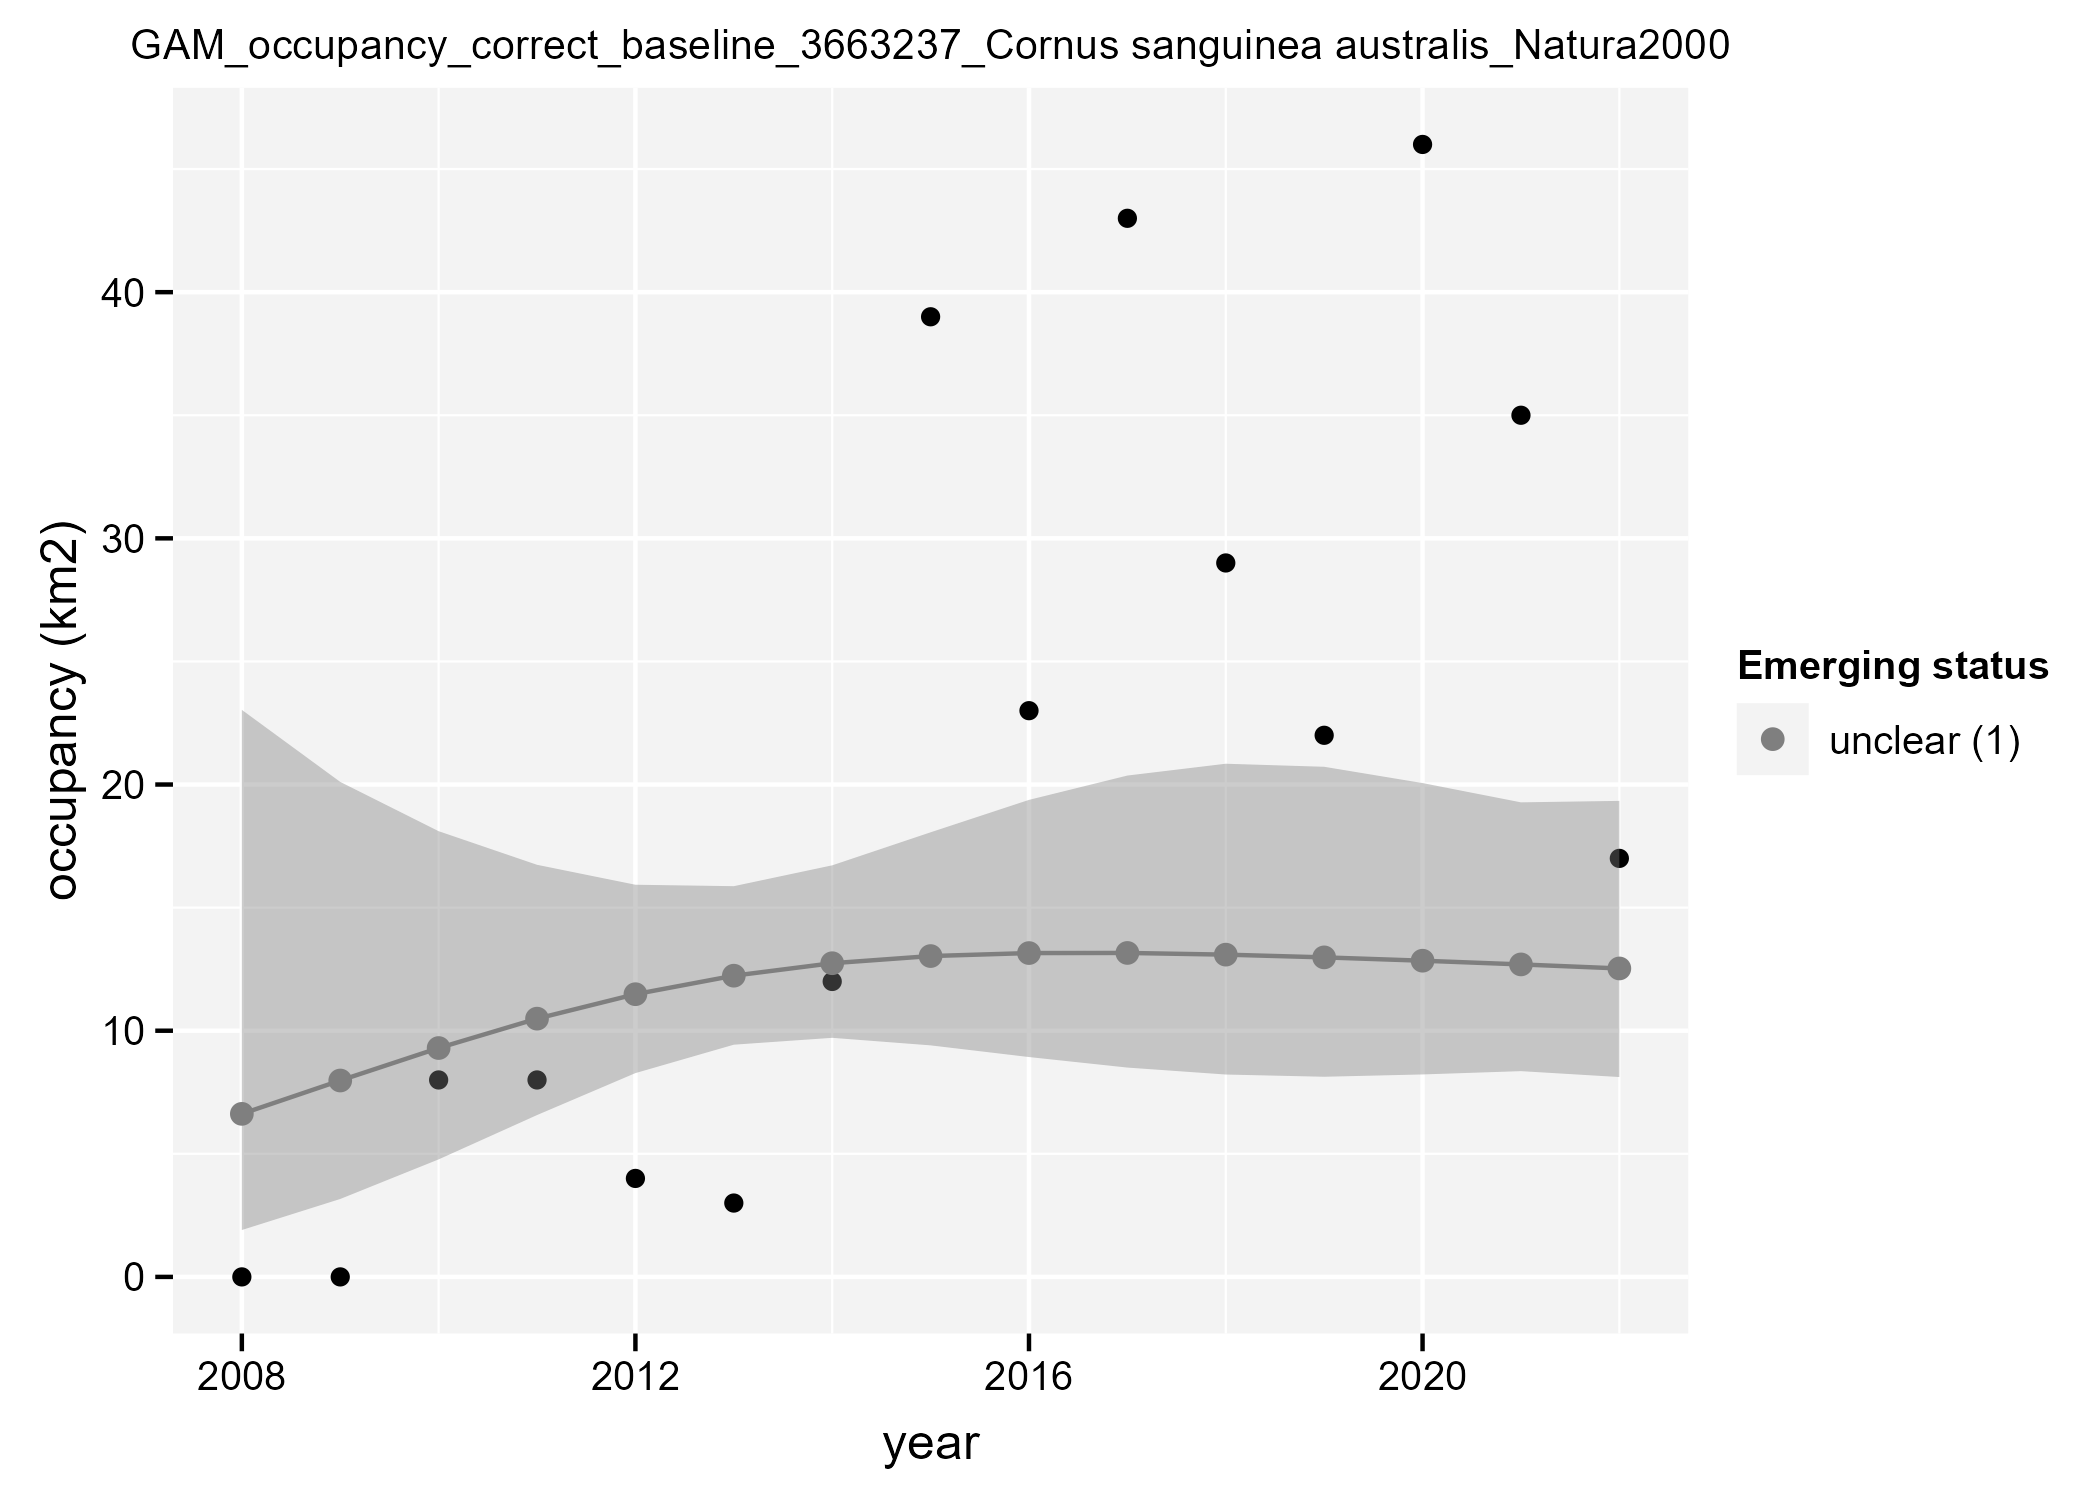 GAM_occupancy_correct_baseline_3663237_Cornus sanguinea australis_Natura2000
occupancy (km2)
40
30
20
10
0
2008 2012 2016 2020
year
Emerging status
unclear (1)